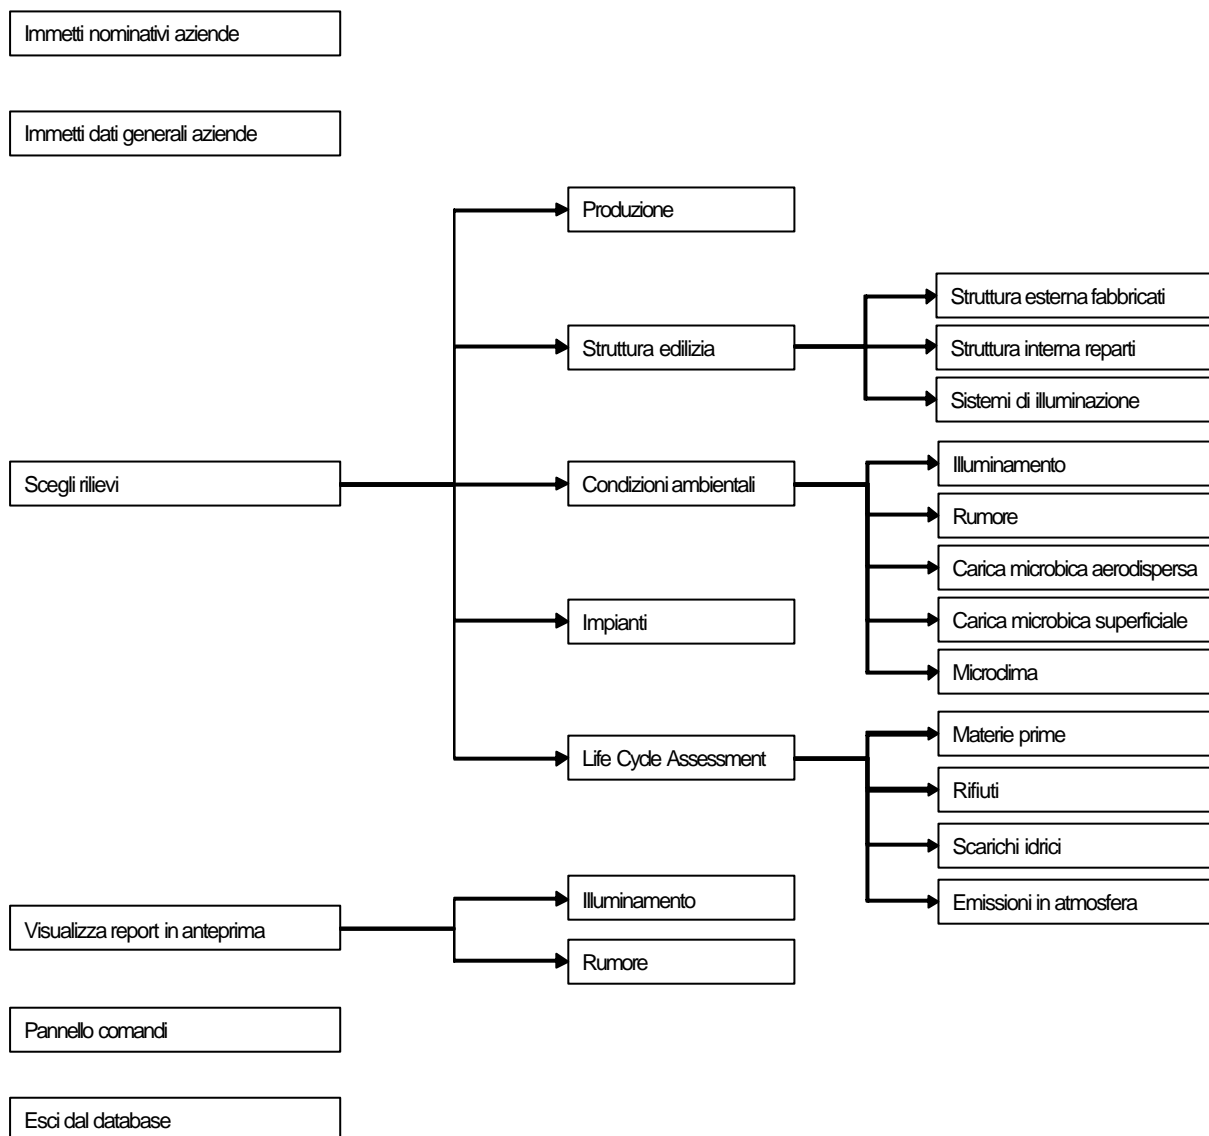 Immetti nominativi aziende
Immetti dati generali aziende
Produzione
Struttura esterna fabbricati
Struttura edilizia
Struttura interna reparti
Sistemi di illuminazione
Illuminamento
Scegli rilievi
Condizioni ambientali
Rumore
Carica microbica aerodispersa
Impianti
Carica microbica superficiale
Microclima
Materie prime
Life Cycle Assessment
Rifiuti
Scarichi idrici
Illuminamento
Emissioni in atmosfera
Visualizza report in anteprima
Rumore
Pannello comandi
Esci dal database